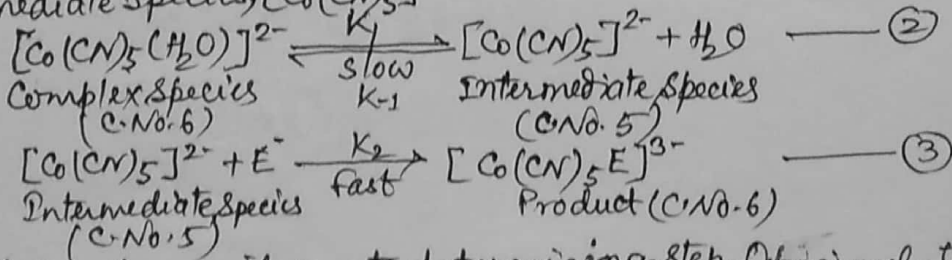 [Co(CN)5(H2O)]2- ⇌ K1 slow K-1 [Co(CN)5]2- + H2O —— ②
Complex species Intermediate species
(C.No.6) (C.No. 5)
[Co(CN)5]2- + E- K2 fast → [Co(CN)5E]3- —— ③
Intermediate species Product (C.No.6)
(C.No.5)
step